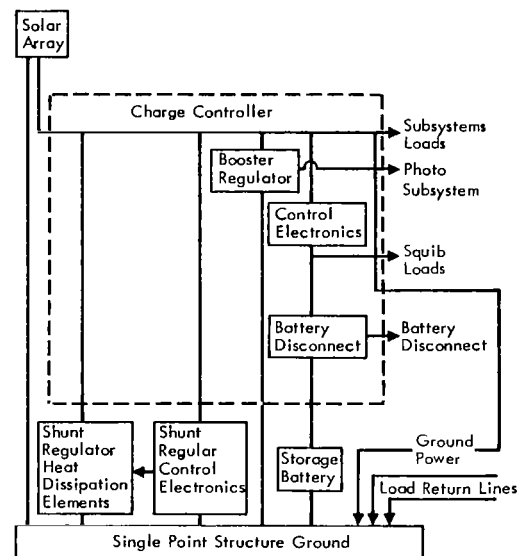 Solar
Array
Charge Controller
Subsystems
Loads
Booster
Regulator
Photo
Subsystem
Control
Electronics
Squib
Loads
Battery
Disconnect
Battery
Disconnect
Shunt
Regulator
Heat
Dissipation
Elements
Shunt
Regular
Control
Electronics
Storage
Battery
Ground
Power
Load Return Lines
Single Point Structure Ground